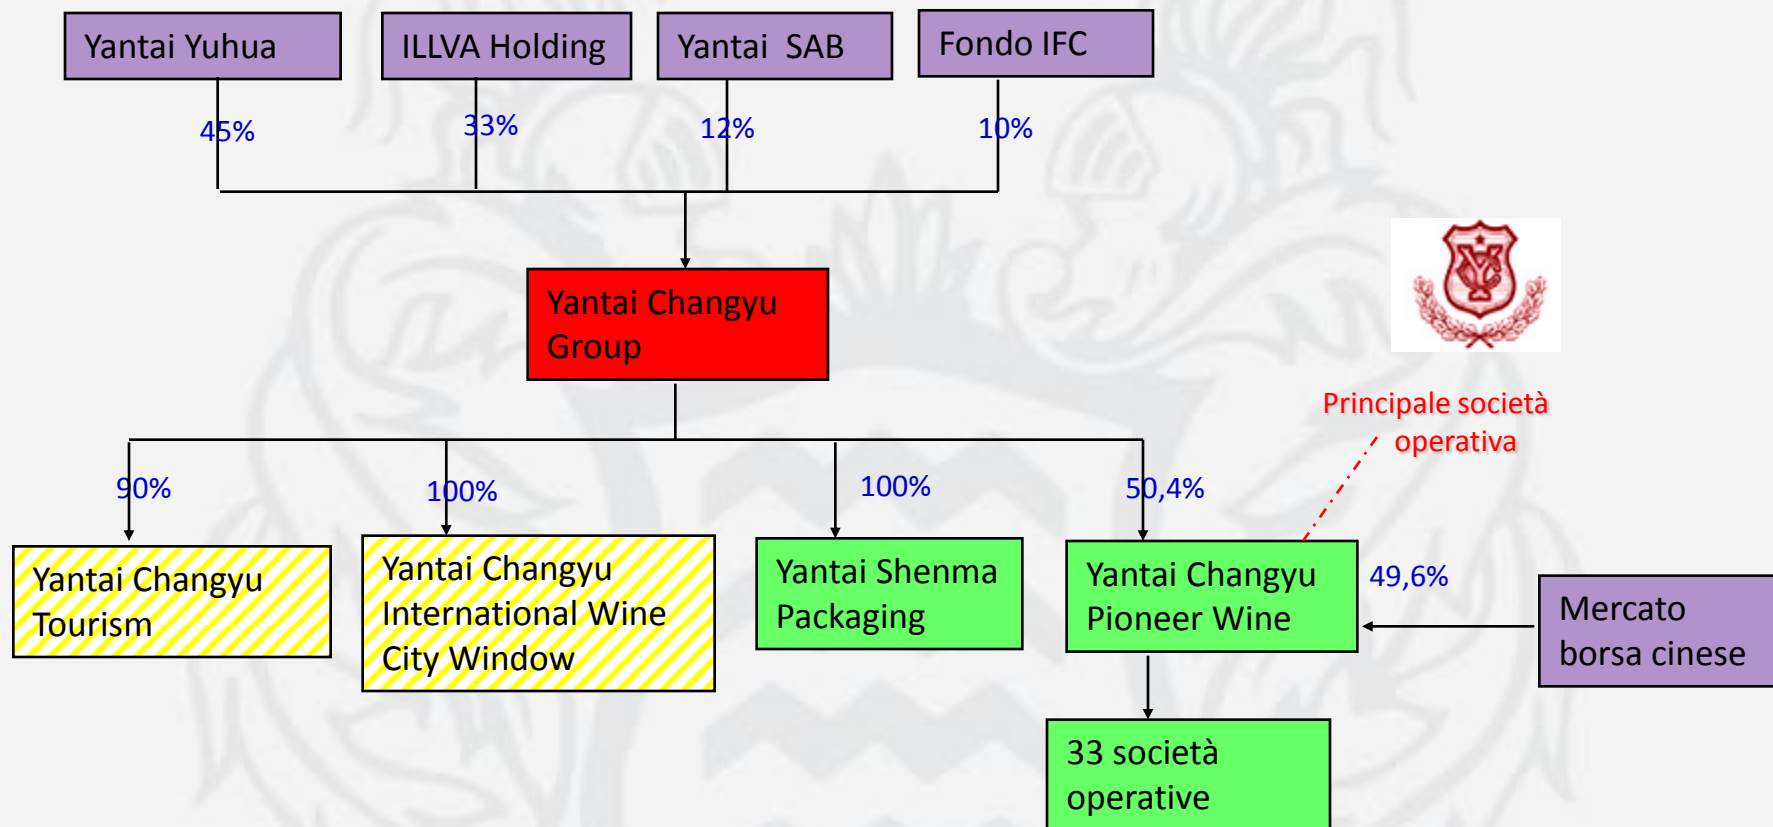 Yantai Yuhua
ILLVA Holding
Yantai SAB
Fondo IFC
45%
33%
12%
10%
Yantai Changyu
Group
Principale società
operativa
90%
100%
100%
50,4%
Yantai Changyu
Tourism
Yantai Changyu
International Wine
City Window
Yantai Shenma
Packaging
Yantai Changyu
Pioneer Wine
49,6%
Mercato
borsa cinese
33 società
operative